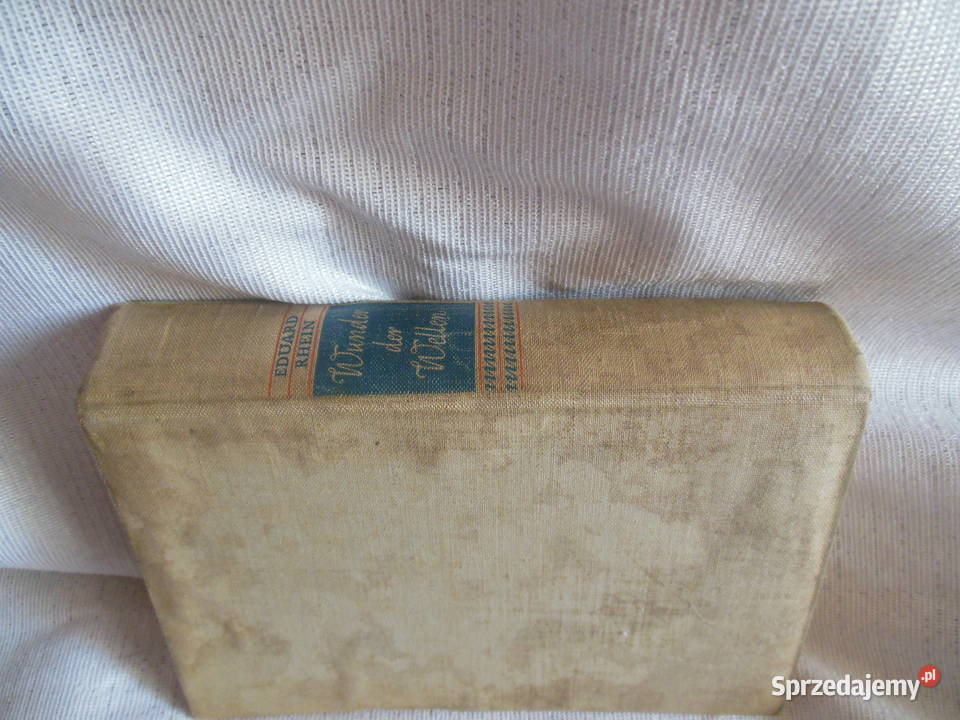 EDUARD
RHEIN
Wunder
der
Wellen
Sprzedajemy.pl